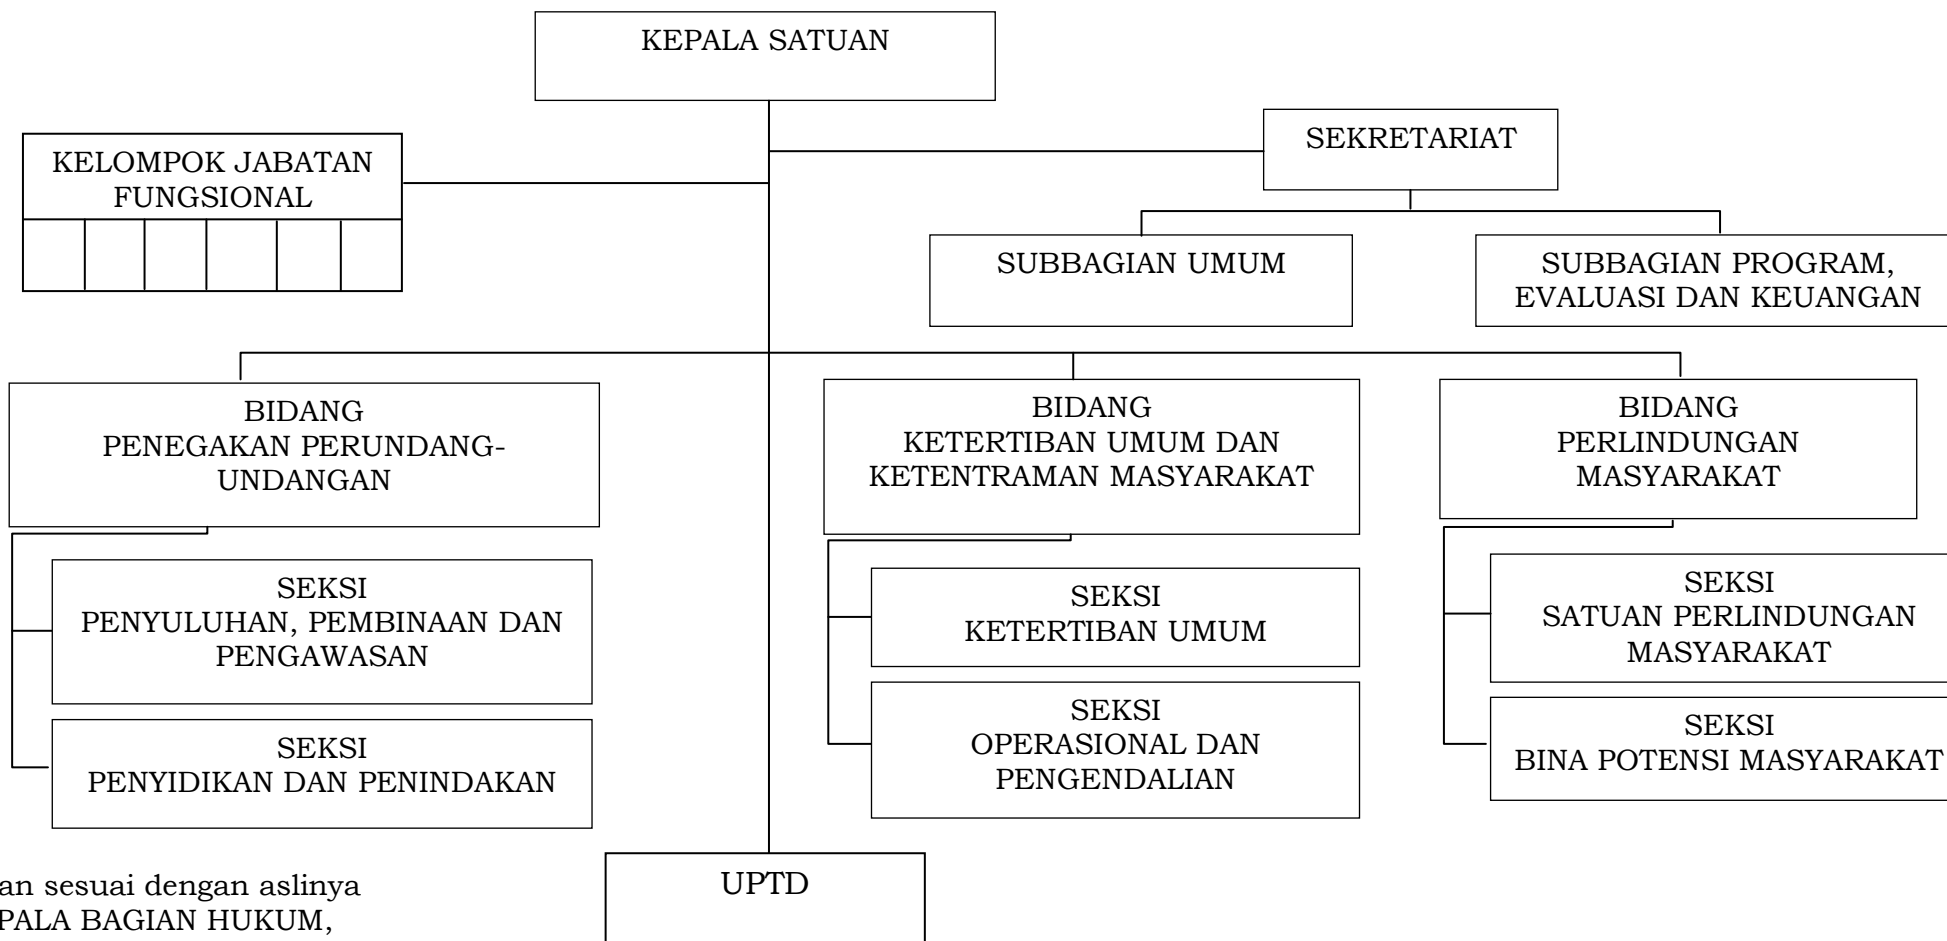 KEPALA SATUAN
SEKRETARIAT
KELOMPOK JABATAN
FUNGSIONAL
SUBBAGIAN UMUM
SUBBAGIAN PROGRAM,
EVALUASI DAN KEUANGAN
BIDANG
PENEGAKAN PERUNDANG-
UNDANGAN
BIDANG
KETERTIBAN UMUM DAN
KETENTRAMAN MASYARAKAT
BIDANG
PERLINDUNGAN
MASYARAKAT
SEKSI
PENYULUHAN, PEMBINAAN DAN
PENGAWASAN
SEKSI
PENYIDIKAN DAN PENINDAKAN
SEKSI
KETERTIBAN UMUM
SEKSI
OPERASIONAL DAN
PENGENDALIAN
SEKSI
SATUAN PERLINDUNGAN
MASYARAKAT
SEKSI
BINA POTENSI MASYARAKAT
UPTD
an sesuai dengan aslinya
PALA BAGIAN HUKUM,